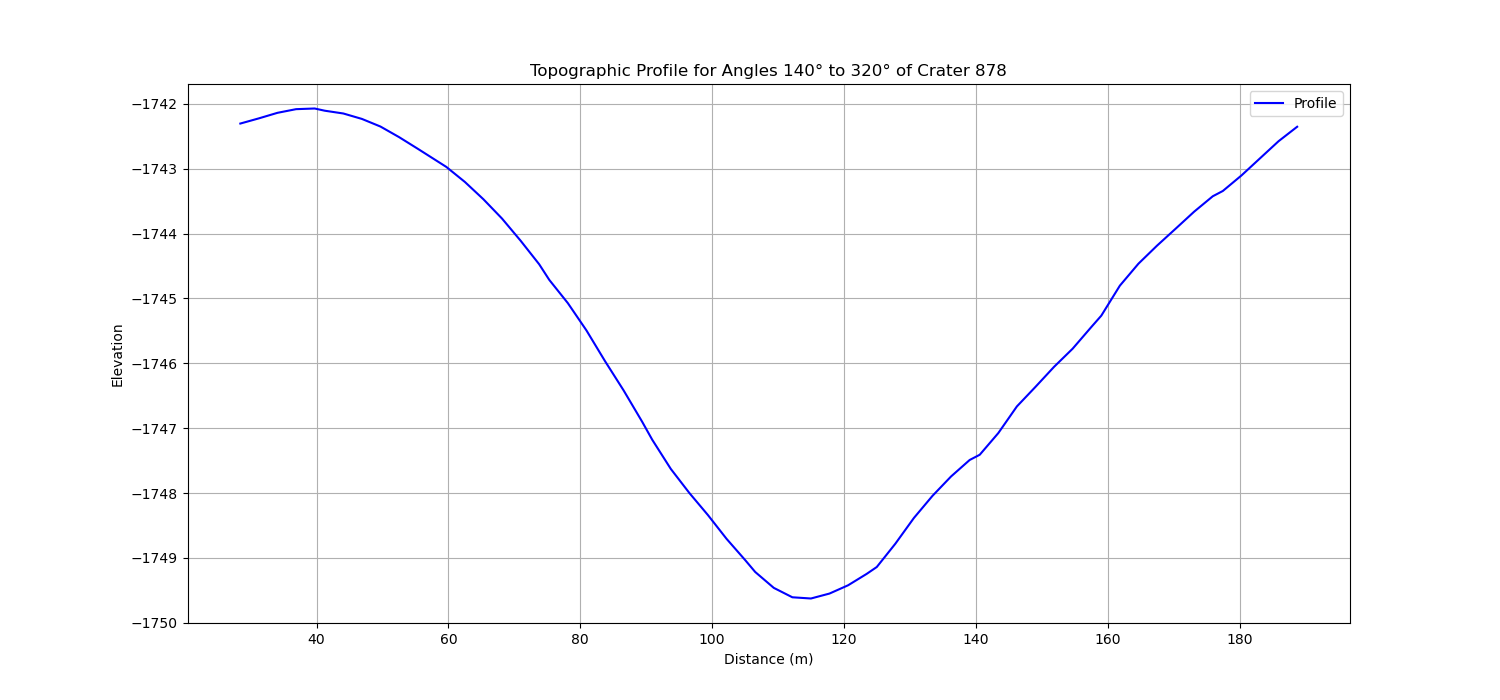 Topographic Profile for Angles 140° to 320° of Crater 878
Profile
−1742
−1743
−1744
−1745
−1746
−1747
−1748
−1749
−1750
Elevation
40 60 80 100 120 140 160 180
Distance (m)